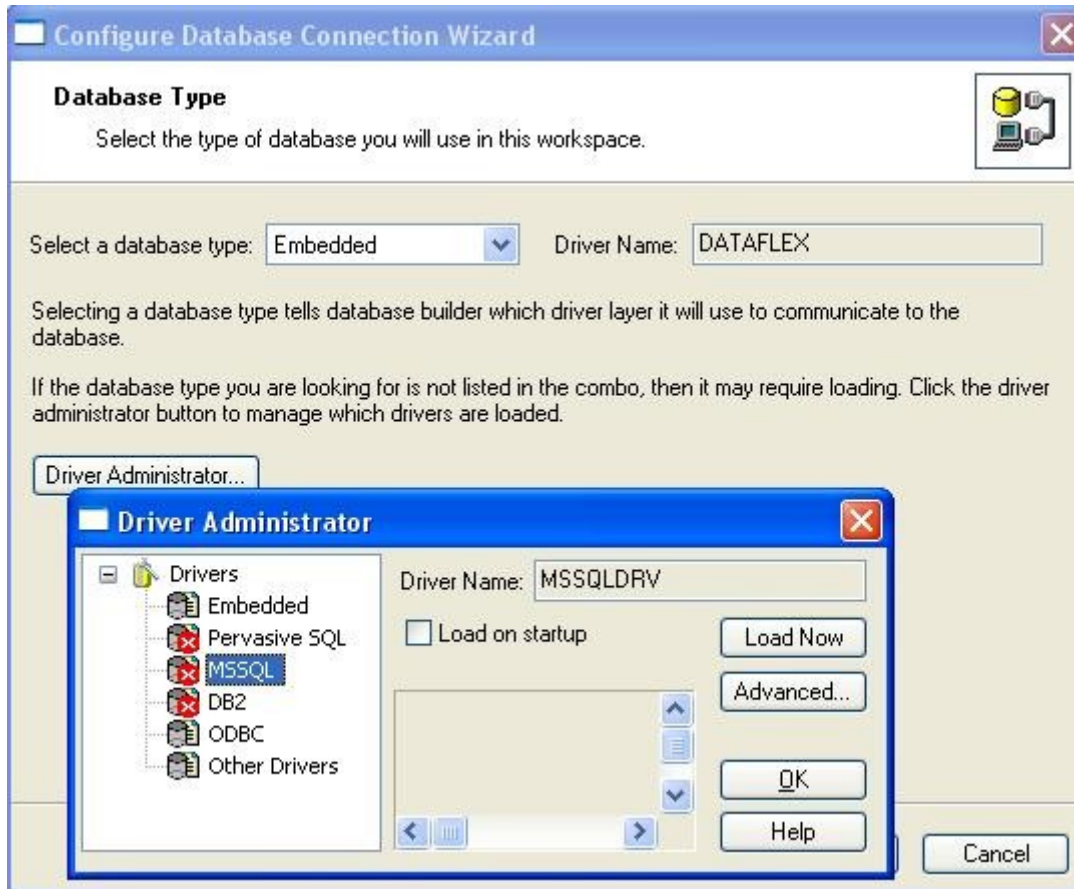 Configure Database Connection Wizard
Database Type
Select the type of database you will use in this workspace.
Select a database type: Embedded Driver Name: DATAFLEX
Selecting a database type tells database builder which driver layer it will use to communicate to the
database.
If the database type you are looking for is not listed in the combo, then it may require loading. Click the driver
administrator button to manage which drivers are loaded.
Driver Administrator...
Driver Administrator
Drivers
Embedded
Pervasive SQL
MSSQL
DB2
ODBC
Other Drivers
Driver Name: MSSQLDRV
Load on startup
Load Now
Advanced...
OK
Help
Cancel